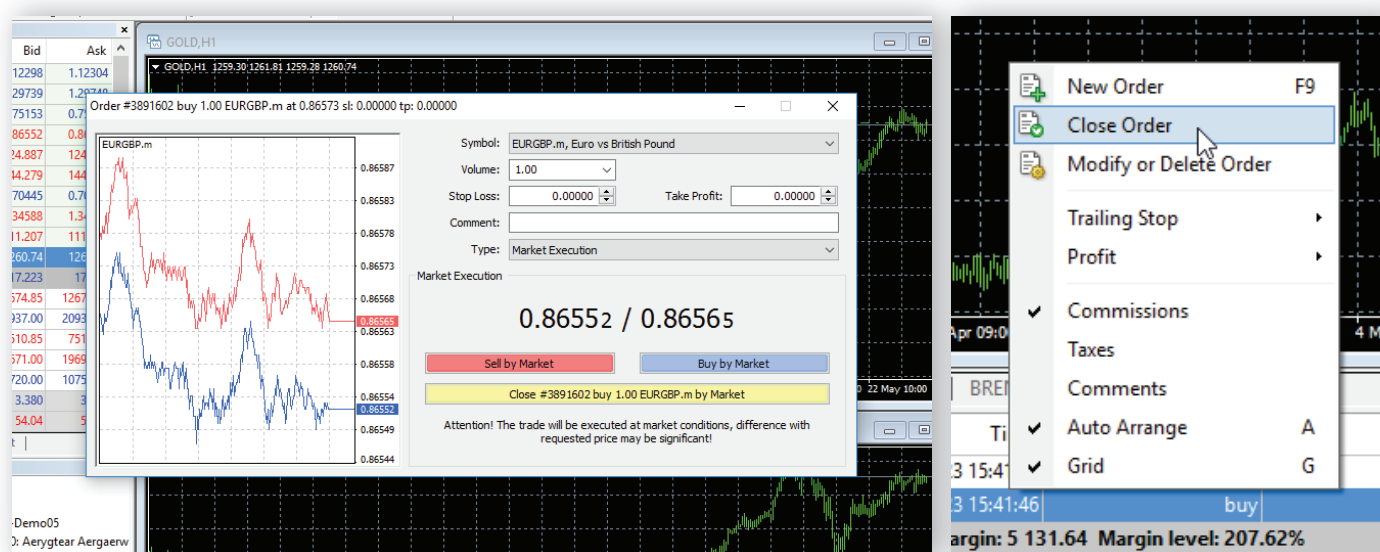 Bid Ask
12298 1.12304
29739 1.29748
75153
86552
24.887 124
44.279 144
70445
34588
11.207 111
260.74 126
17.223 17
574.85 1267
937.00 2093
510.85 751
571.00 1969
720.00 1075
3.380 3
54.04 5
-Demo05
0: Aerygtear Aergaerw
GOLD,H1
GOLD,H1 1259.30 1261.81 1259.28 1260.74
22 May 10:00
Order #3891602 buy 1.00 EURGBP.m at 0.86573 sl: 0.00000 tp: 0.00000
EURGBP.m
0.86587
0.86583
0.86578
0.86573
0.86568
0.86565
0.86563
0.86558
0.86554
0.86552
0.86549
0.86544
Symbol: EURGBP.m, Euro vs British Pound
Volume: 1.00
Stop Loss: 0.00000 Take Profit: 0.00000
Comment:
Type: Market Execution
Market Execution
0.86552 / 0.86565
Sell by Market Buy by Market
Close #3891602 buy 1.00 EURGBP.m by Market
Attention! The trade will be executed at market conditions, difference with
requested price may be significant!
New Order F9
Close Order
Modify or Delete Order
Trailing Stop
Profit
Commissions
Taxes
Comments
Auto Arrange A
Grid G
Apr 09:0
4 M
BREN
Ti
3 15:41
3 15:41:46 buy
argin: 5 131.64 Margin level: 207.62%